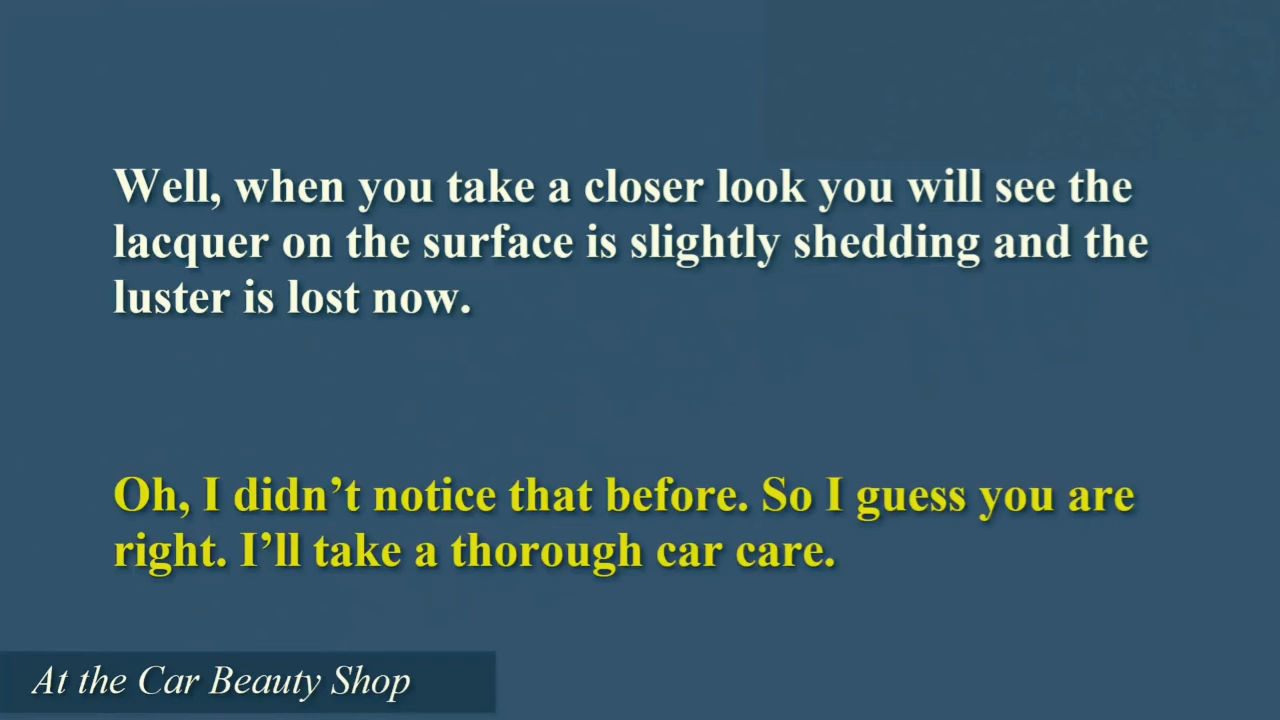 Well, when you take a closer look you will see the
lacquer on the surface is slightly shedding and the
luster is lost now.
Oh, I didn’t notice that before. So I guess you are
right. I’ll take a thorough car care.
At the Car Beauty Shop